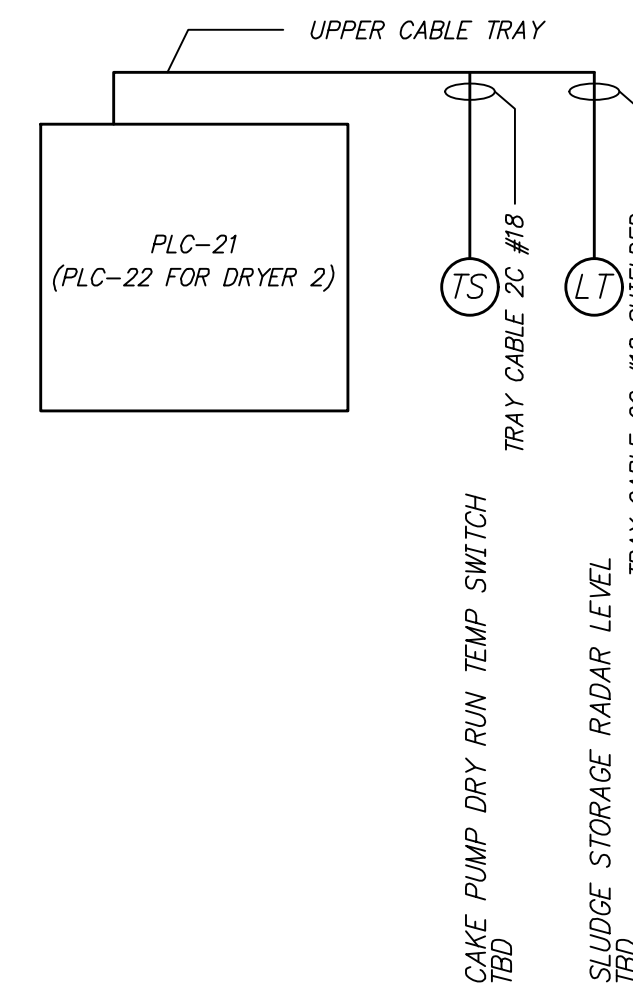 UPPER CABLE TRAY
PLC-21
(PLC-22 FOR DRYER 2)
TS
LT
TRAY CABLE 2C #18
CAKE PUMP DRY RUN TEMP SWITCH
TBD
SLUDGE STORAGE RADAR LEVEL
TBD